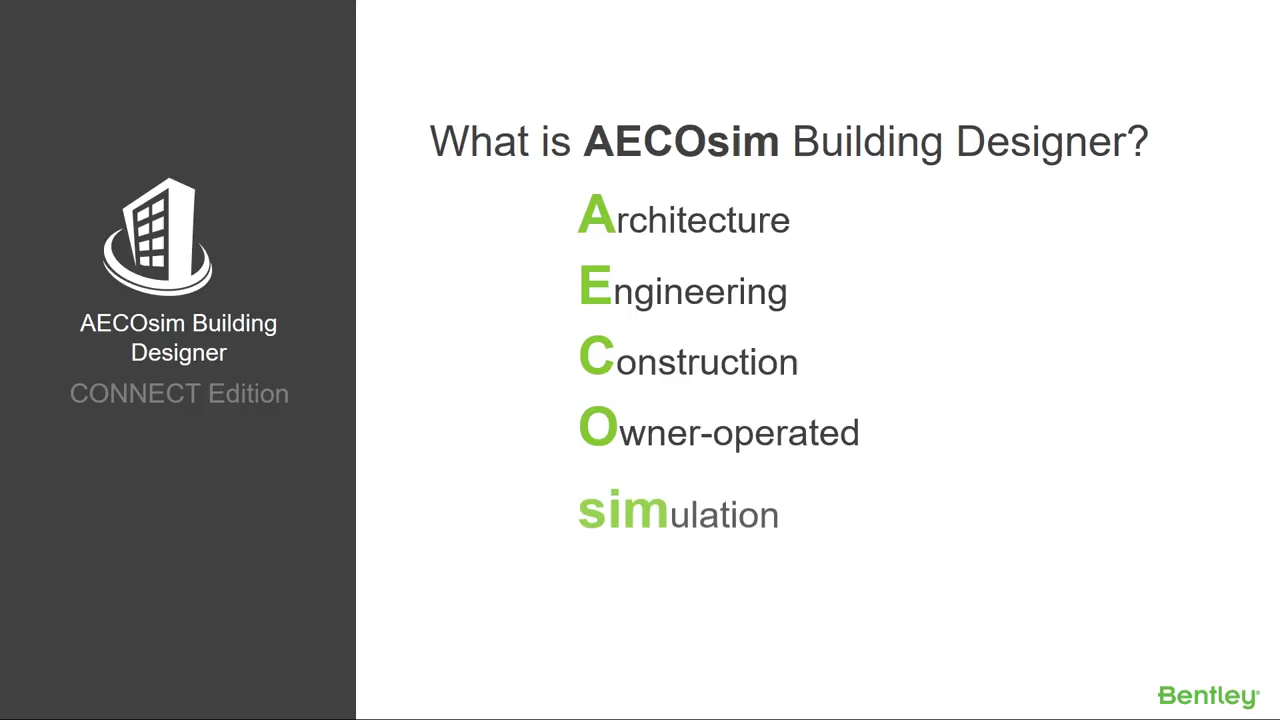 AECOsim Building
Designer
CONNECT Edition
What is AECOsim Building Designer?
Architecture
Engineering
Construction
Owner-operated
simulation
Bentley®